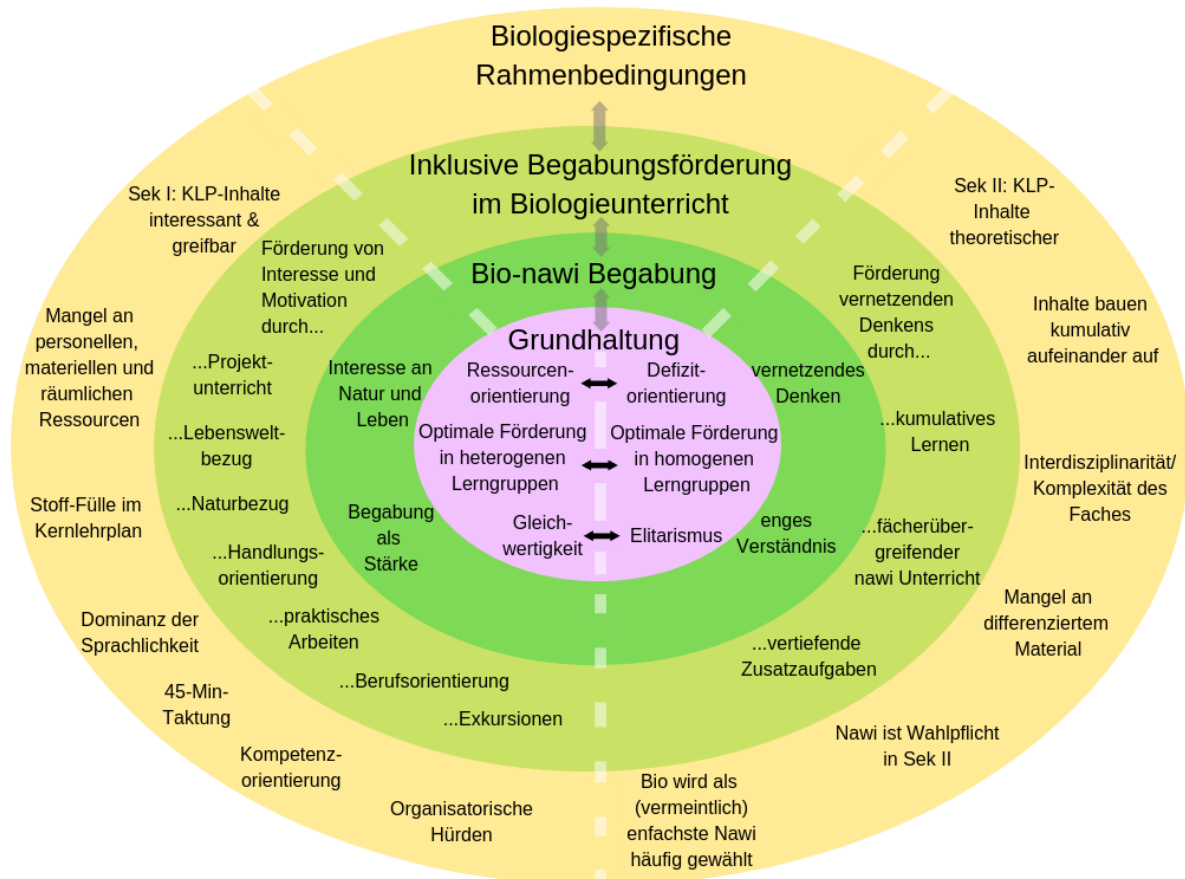 Biologiespezifische
Rahmenbedingungen
Inklusive Begabungsförderung
im Biologieunterricht
Bio-nawi Begabung
Grundhaltung
Ressourcen-
orientierung
Defizit-
orientierung
Optimale Förderung
in heterogenen
Lerngruppen
Optimale Förderung
in homogenen
Lerngruppen
Gleich-
wertigkeit
Elitarismus
Interesse an
Natur und
Leben
Begabung
als
Stärke
vernetzendes
Denken
enges
Verständnis
Förderung von
Interesse und
Motivation
durch...
...Projekt-
unterricht
...Lebenswelt-
bezug
...Naturbezug
...Handlungs-
orientierung
...praktisches
Arbeiten
...Berufsorientierung
...Exkursionen
Förderung
vernetzenden
Denkens
durch...
...kumulatives
Lernen
...fächerüber-
greifender
nawi Unterricht
...vertiefende
Zusatzaufgaben
Sek I: KLP-Inhalte
interessant &
greifbar
Mangel an
personellen,
materiellen und
räumlichen
Ressourcen
Stoff-Fülle im
Kernlehrplan
Dominanz der
Sprachlichkeit
45-Min-
Taktung
Kompetenz-
orientierung
Organisatorische
Hürden
Sek II: KLP-
Inhalte
theoretischer
Inhalte bauen
kumulativ
aufeinander auf
Interdisziplinarität/
Komplexität des
Faches
Mangel an
differenziertem
Material
Nawi ist Wahlpflicht
in Sek II
Bio wird als
(vermeintlich)
enfachste Nawi
häufig gewählt